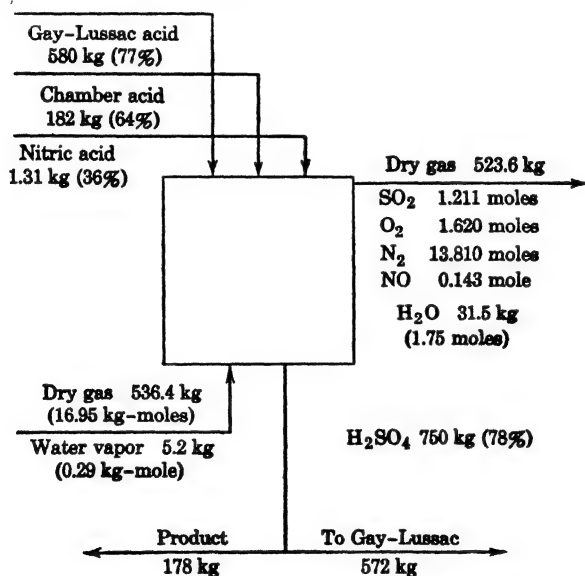 Gay-Lussac acid
580 kg (77%)
Chamber acid
182 kg (64%)
Nitric acid
1.31 kg (36%)
Dry gas 523.6 kg
SO₂ 1.211 moles
O₂ 1.620 moles
N₂ 13.810 moles
NO 0.143 mole
H₂O 31.5 kg
(1.75 moles)
Dry gas 536.4 kg
(16.95 kg-moles)
Water vapor 5.2 kg
(0.29 kg-mole)
H₂SO₄ 750 kg (78%)
Product
178 kg
To Gay-Lussac
572 kg